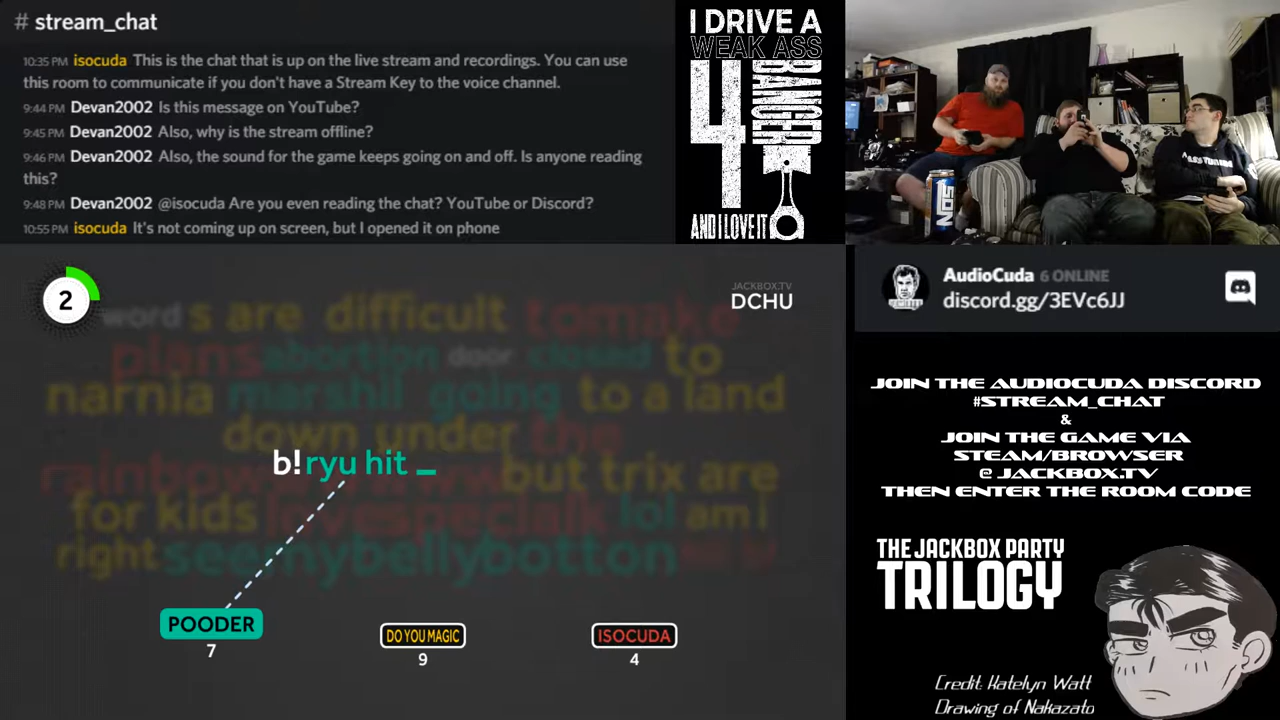 # stream_chat
10:35 PM isocuda This is the chat that is up on the live stream and recordings. You can use
this room to communicate if you don't have a Stream Key to the voice channel.
9:44 PM Devan2002 Is this message on YouTube?
9:45 PM Devan2002 Also, why is the stream offline?
9:46 PM Devan2002 Also, the sound for the game keeps going on and off. Is anyone reading
this?
9:48 PM Devan2002 @isocuda Are you even reading the chat? YouTube or Discord?
10:55 PM isocuda It's not coming up on screen, but I opened it on phone
I DRIVE A
WEAK ASS
4
RANGER
AND I LOVE IT
NOS
AudioCuda 6 ONLINE
discord.gg/3EVc6JJ
2
JACKBOX.TV
DCHU
word s are difficult tomake
plans abortion door closed to
narnia marshil going to a land
down under the
but trix are
for kids lol am i
right seemybellybotton
b! ryu hit _
POODER
7
DO YOU MAGIC
9
ISOCUDA
4
JOIN THE AUDIOCUDA DISCORD
#STREAM_CHAT
&
JOIN THE GAME VIA
STEAM/BROWSER
@ JACKBOX.TV
THEN ENTER THE ROOM CODE
THE JACKBOX PARTY
TRILOGY
Credit: Katelyn Watt
Drawing of Nakazato